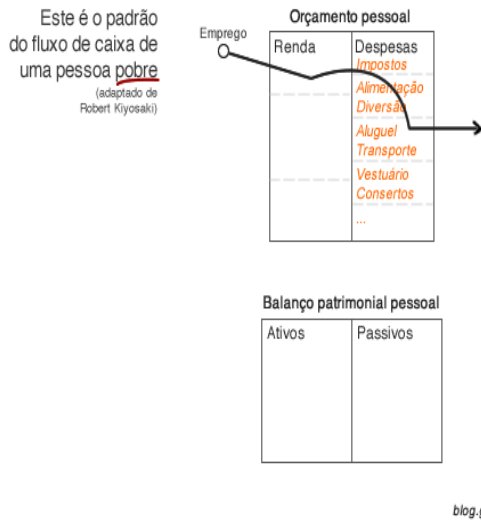 Este é o padrão
do fluxo de caixa de
uma pessoa pobre
(adaptado de
Robert Kiyosaki)
Emprego
Orçamento pessoal
Renda
Despesas
Impostos
Alimentação
Diversão
Aluguel
Transporte
Vestuário
Consertos
...
Balanço patrimonial pessoal
Ativos
Passivos
blog.g